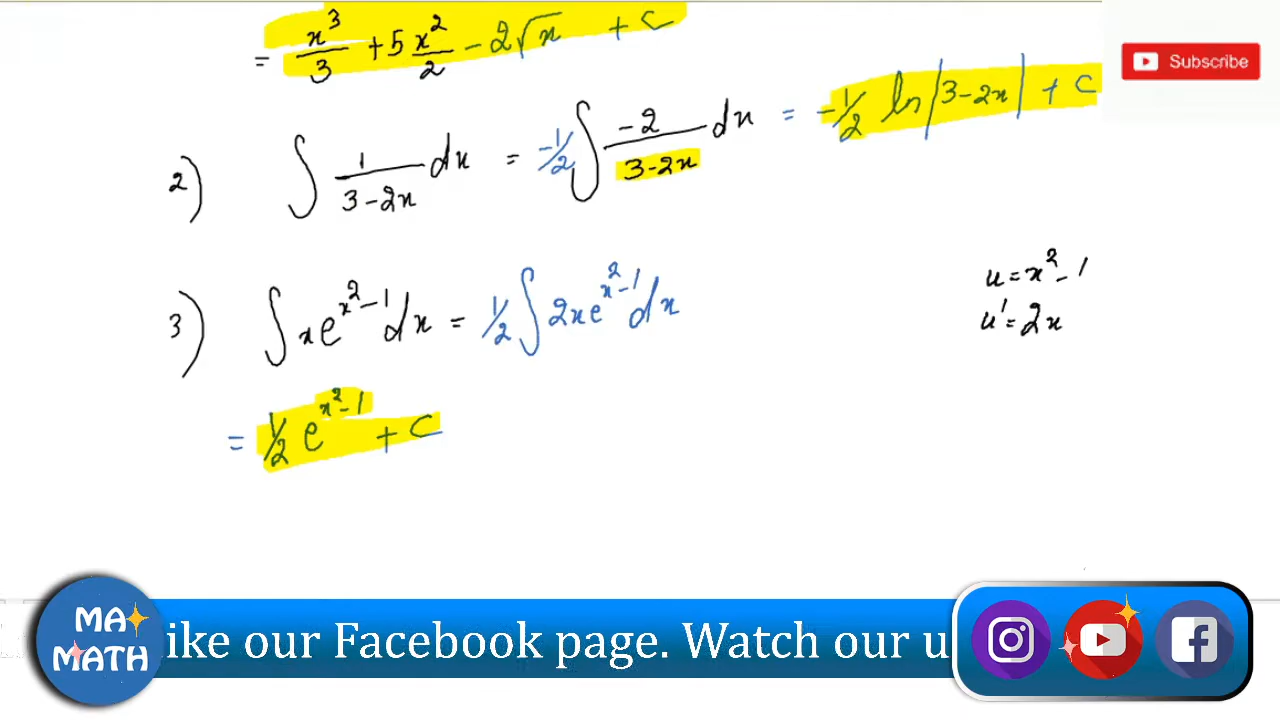 = x³/3 + 5 x²/2 - 2√x + C
Subscribe
2) ∫ 1/(3-2x) dx = -1/2 ∫ -2/(3-2x) dx = -1/2 ln|3-2x| + C
3) ∫ x e^(x²-1) dx = 1/2 ∫ 2x e^(x²-1) dx
u = x² - 1
u' = 2x
= 1/2 e^(x²-1) + C
MA MATH
ike our Facebook page. Watch our u